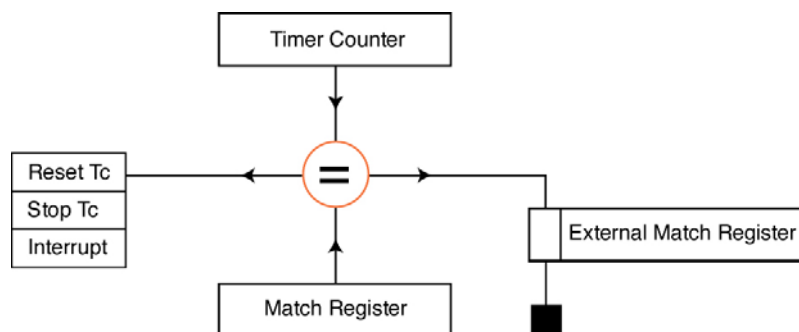 Timer Counter
Reset Tc
=
Stop Tc
External Match Register
Interrupt
Match Register